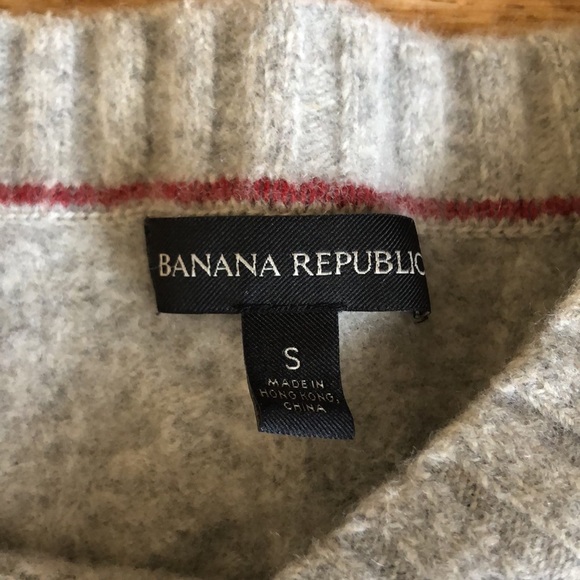 BANANA REPUBLIC
S
MADE IN
HONG KONG,
CHINA